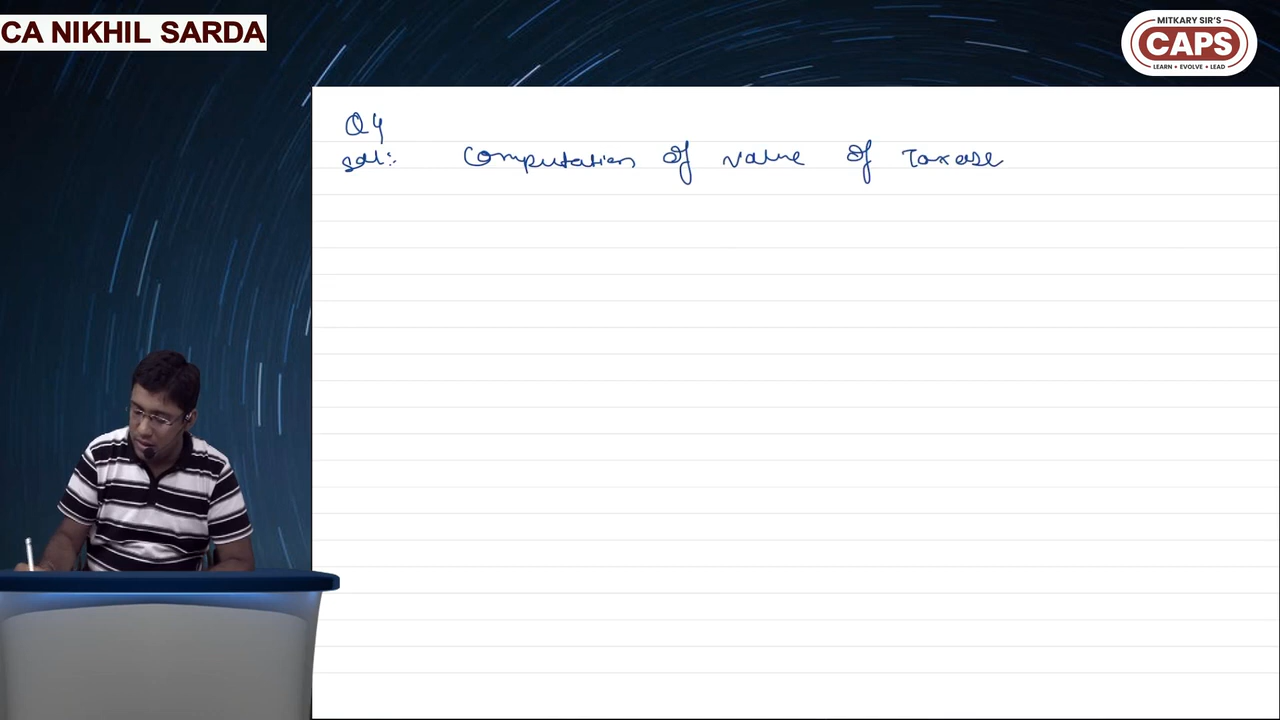 CA NIKHIL SARDA
MITKARY SIR'S
CAPS
LEARN • EVOLVE • LEAD
Q4
Sol:
Computation of value of Taxable